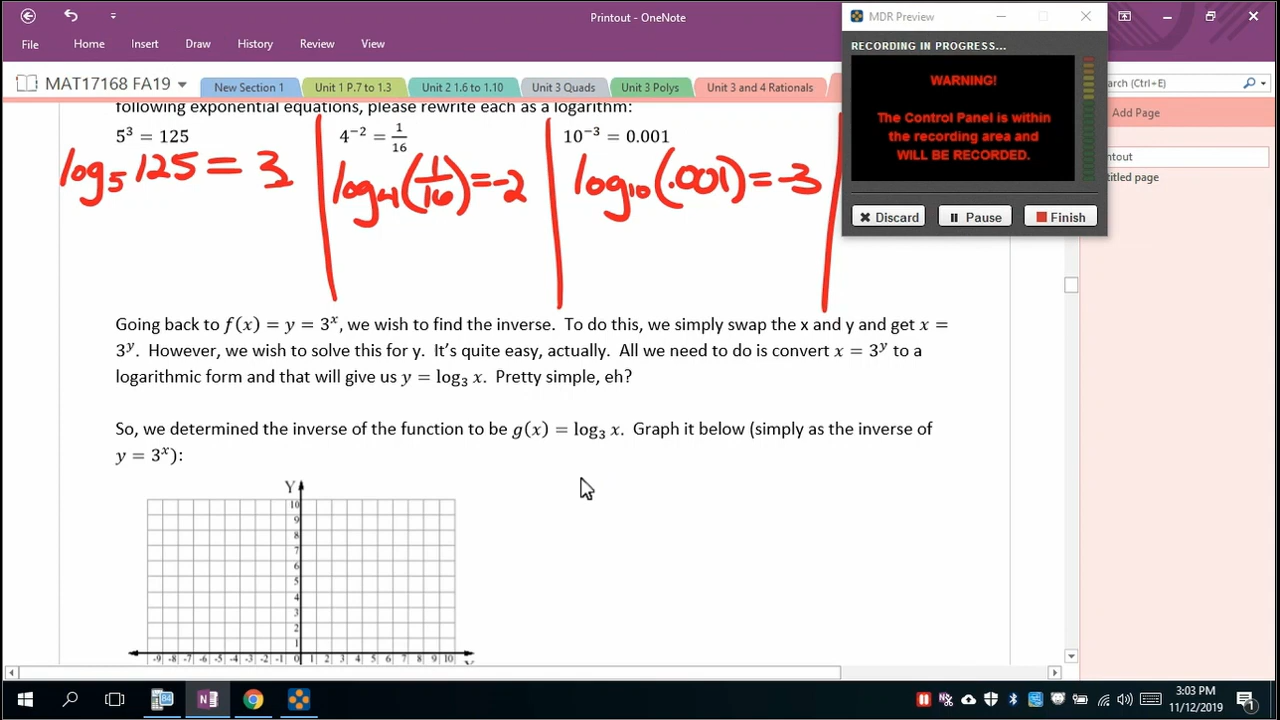 Printout - OneNote
MDR Preview
File Home Insert Draw History Review View
RECORDING IN PROGRESS...
WARNING!
The Control Panel is within
the recording area and
WILL BE RECORDED.
Discard Pause Finish
MAT17168 FA19
New Section 1 Unit 1 P.7 to 1.3 Unit 2 1.6 to 1.10 Unit 3 Quads Unit 3 Polys Unit 3 and 4 Rationals
arch (Ctrl+E)
Add Page
ntout
titled page
following exponential equations, please rewrite each as a logarithm:
5³ = 125 4⁻² = 1/16 10⁻³ = 0.001
log₅ 125 = 3 log₄(1/16) = -2 log₁₀(.001) = -3
Going back to f(x) = y = 3ˣ, we wish to find the inverse. To do this, we simply swap the x and y and get x =
3ʸ. However, we wish to solve this for y. It's quite easy, actually. All we need to do is convert x = 3ʸ to a
logarithmic form and that will give us y = log₃ x. Pretty simple, eh?
So, we determined the inverse of the function to be g(x) = log₃ x. Graph it below (simply as the inverse of
y = 3ˣ):
Y
10
9
8
7
6
5
4
3
2
1
-9 -8 -7 -6 -5 -4 -3 -2 -1 0 1 2 3 4 5 6 7 8 9 10
3:03 PM
11/12/2019
1